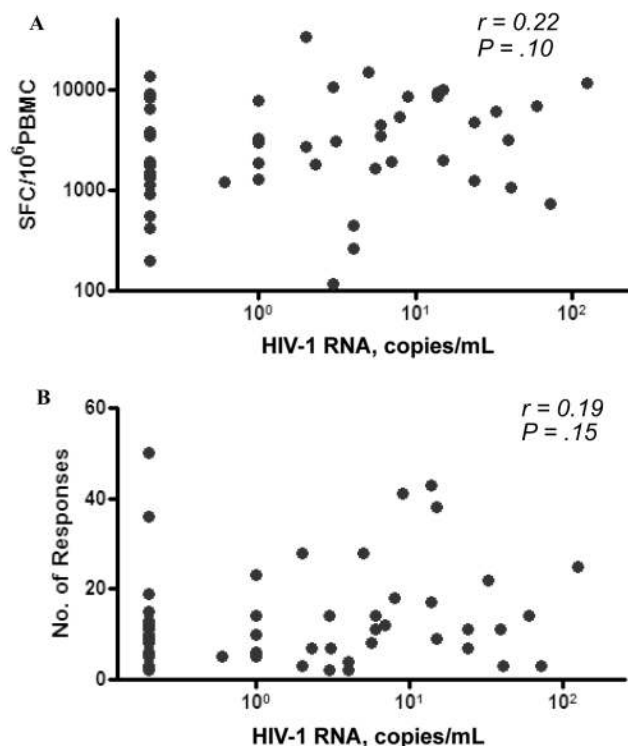 A
r = 0.22
P = .10
SFC/10⁶PBMC
10000
1000
100
10⁰ 10¹ 10²
HIV-1 RNA, copies/mL
B
r = 0.19
P = .15
No. of Responses
60
40
20
0
10⁰ 10¹ 10²
HIV-1 RNA, copies/mL